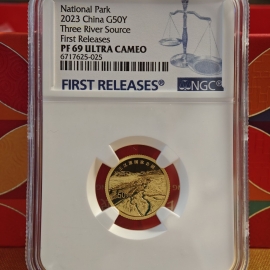 National Park
2023 China G50Y
Three River Source
First Releases
PF 69 ULTRA CAMEO
6717625-025
FIRST RELEASES®
NGC®